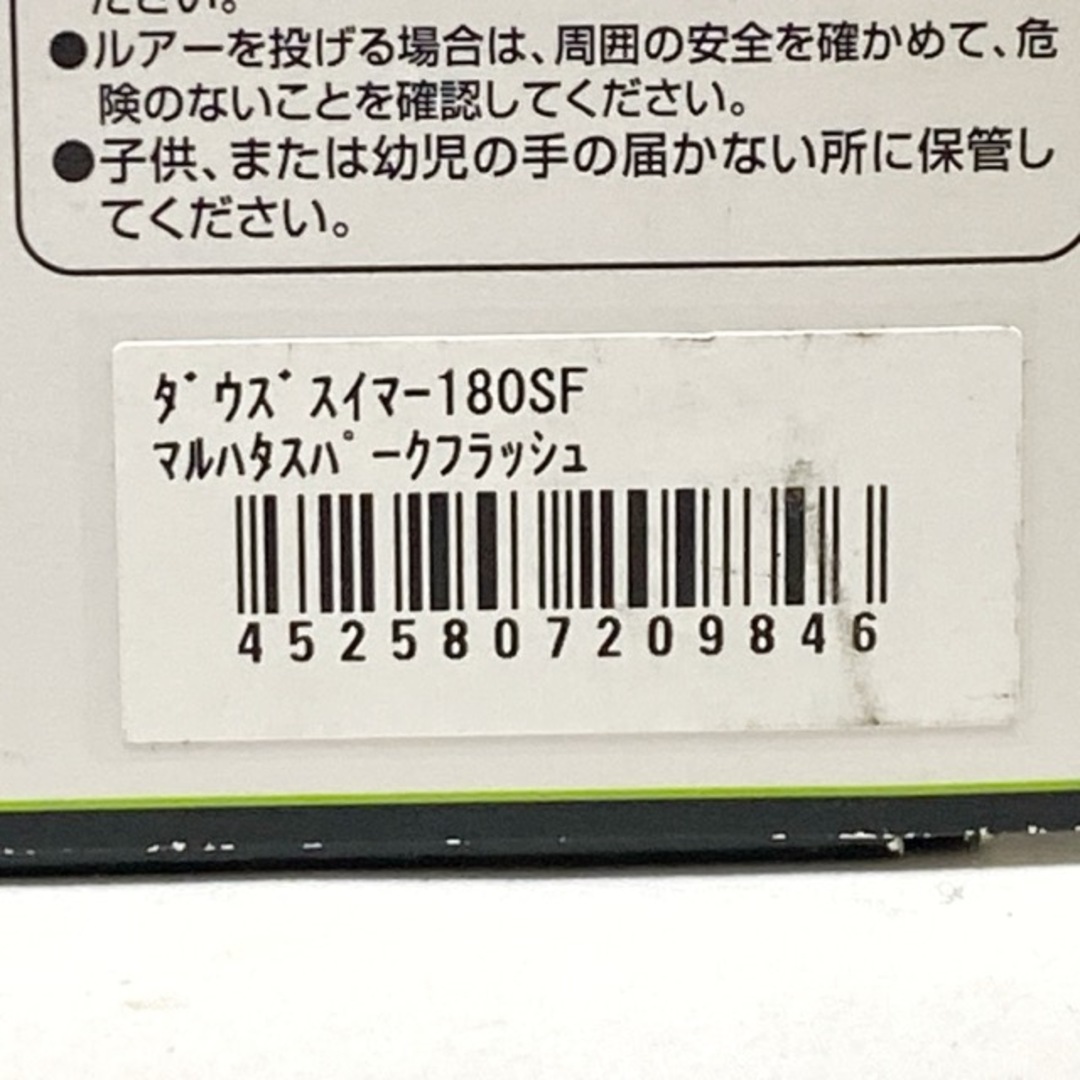 ださい。
●ルアーを投げる場合は、周囲の安全を確かめて、危
険のないことを確認してください。
●子供、または幼児の手の届かない所に保管し
てください。
ﾀﾞｳｽﾞｽｲﾏｰ180SF
ﾏﾙﾊﾀｽﾊﾟｰｸﾌﾗｯｼｭ
4525807209846